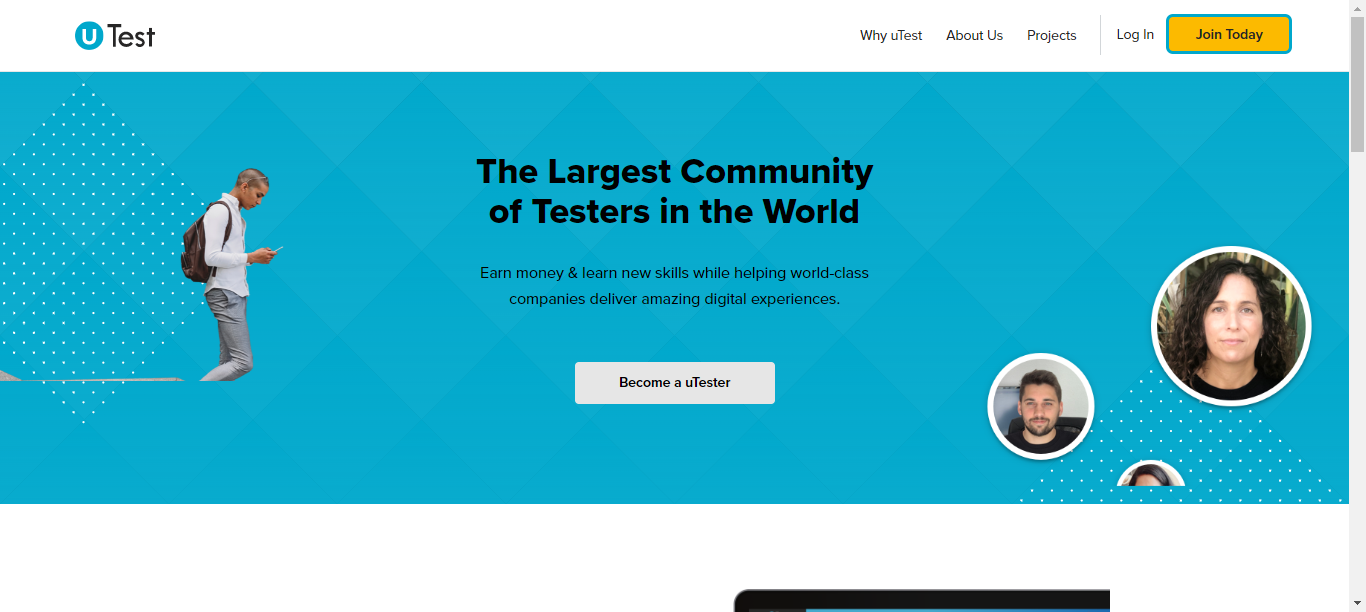 uTest
Why uTest
About Us
Projects
Log In
Join Today
The Largest Community
of Testers in the World
Earn money & learn new skills while helping world-class
companies deliver amazing digital experiences.
Become a uTester